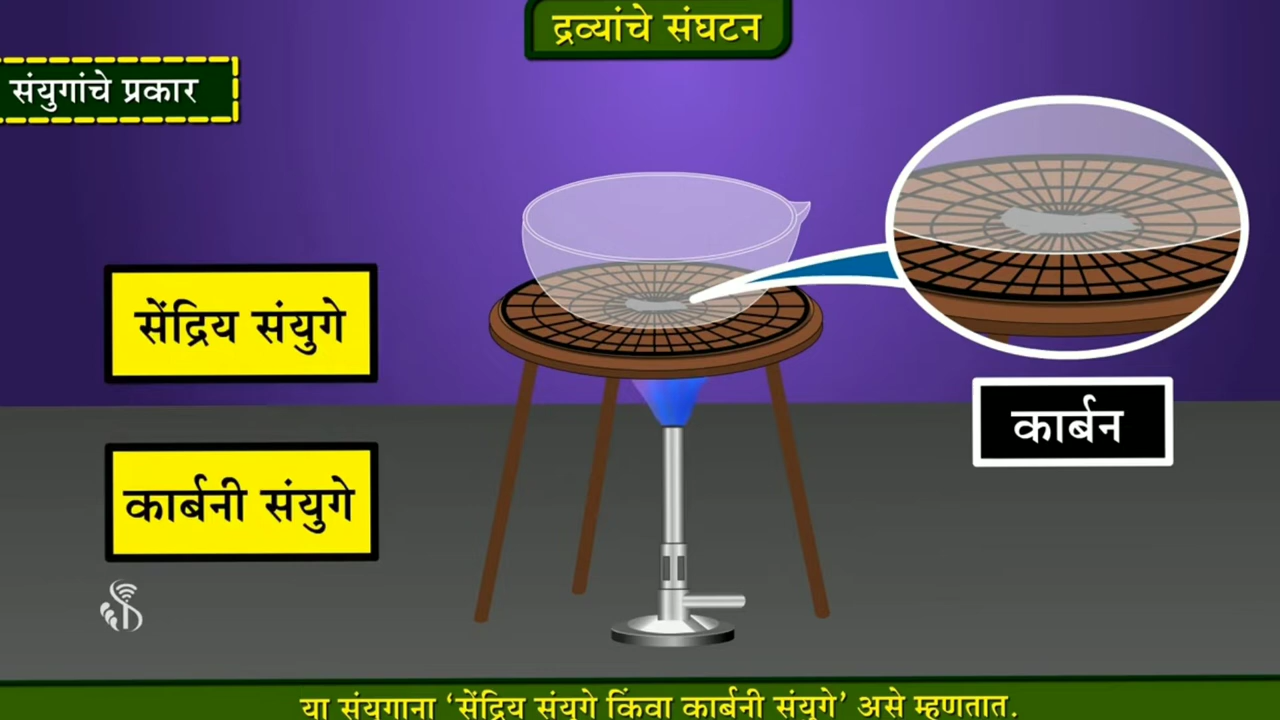 द्रव्यांचे संघटन
संयुगांचे प्रकार
सेंद्रिय संयुगे
कार्बनी संयुगे
कार्बन
या संयुगाना ‘सेंद्रिय संयुगे किंवा कार्बनी संयुगे’ असे म्हणतात.